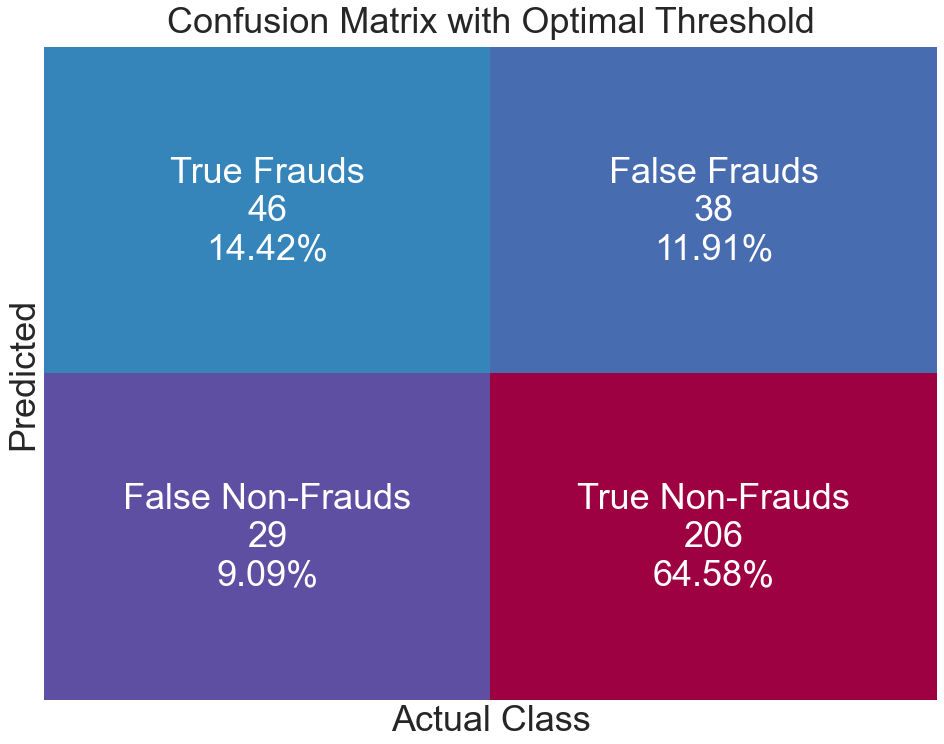 Confusion Matrix with Optimal Threshold
True Frauds
46
14.42%
False Frauds
38
11.91%
Predicted
False Non-Frauds
29
9.09%
True Non-Frauds
206
64.58%
Actual Class